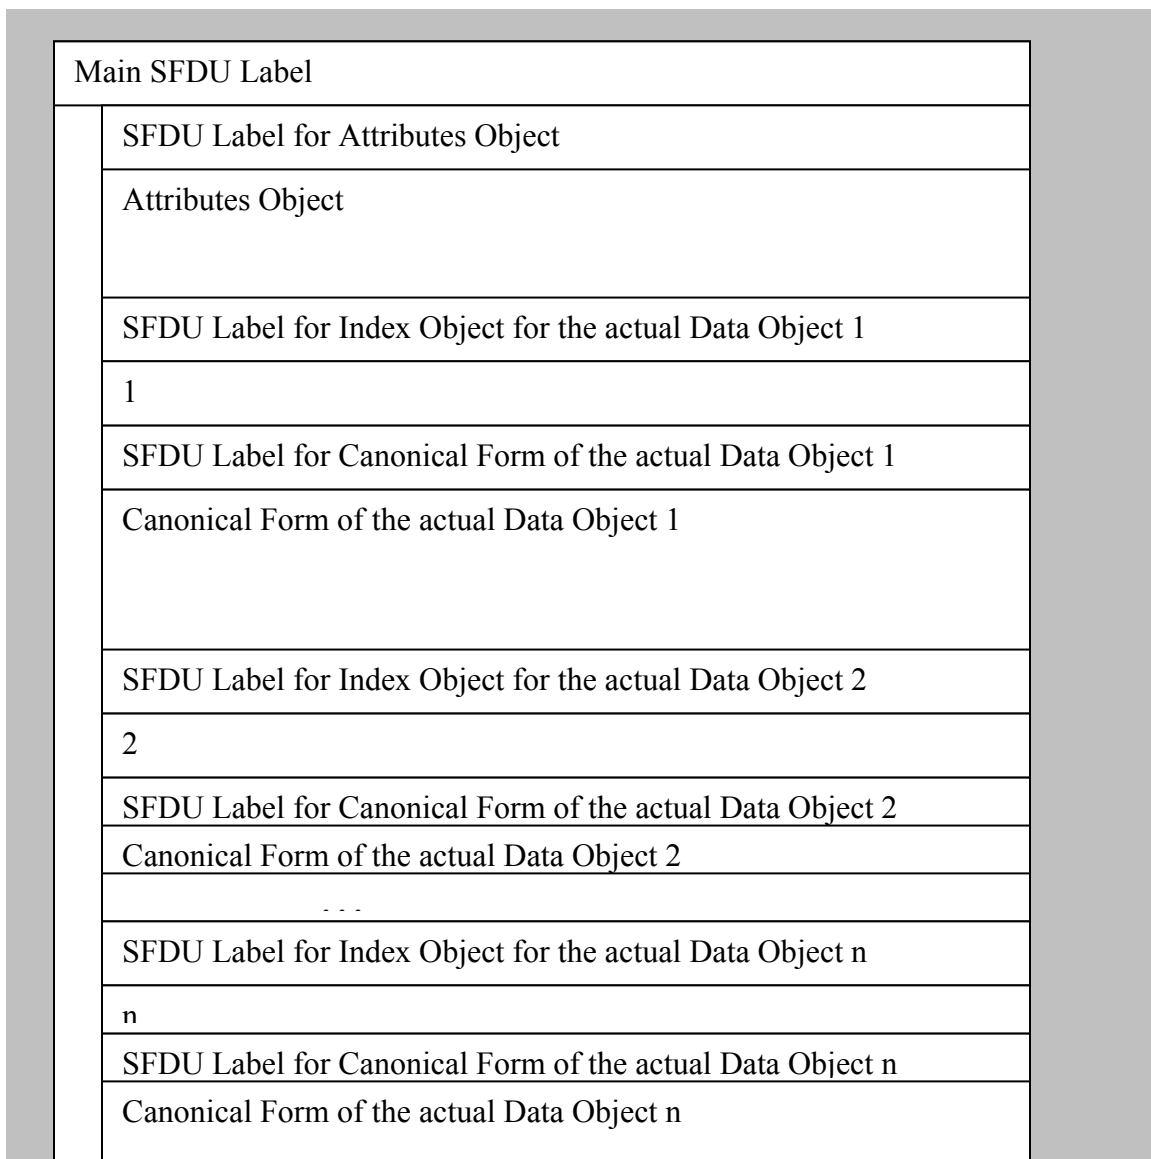 Main SFDU Label
SFDU Label for Attributes Object
Attributes Object
SFDU Label for Index Object for the actual Data Object 1
1
SFDU Label for Canonical Form of the actual Data Object 1
Canonical Form of the actual Data Object 1
SFDU Label for Index Object for the actual Data Object 2
2
SFDU Label for Canonical Form of the actual Data Object 2
Canonical Form of the actual Data Object 2
. . .
SFDU Label for Index Object for the actual Data Object n
n
SFDU Label for Canonical Form of the actual Data Object n
Canonical Form of the actual Data Object n